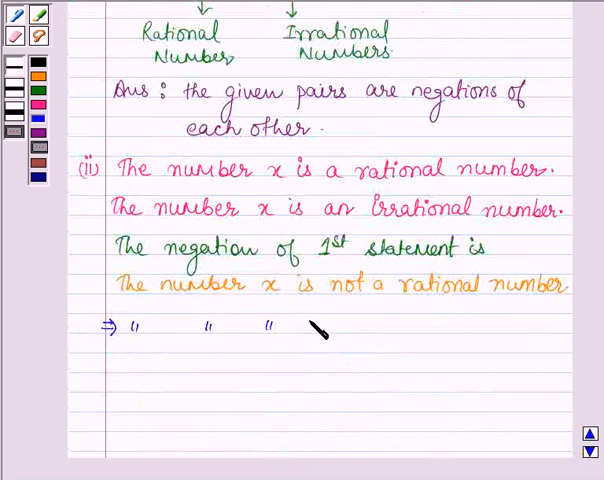 Rational Irrational
Number Numbers.
Ans : the given pairs are negations of
each other.
(ii) The number x is a rational number.
The number x is an irrational number.
The negation of 1st statement is
The number x is not a rational number
⇒ " " "